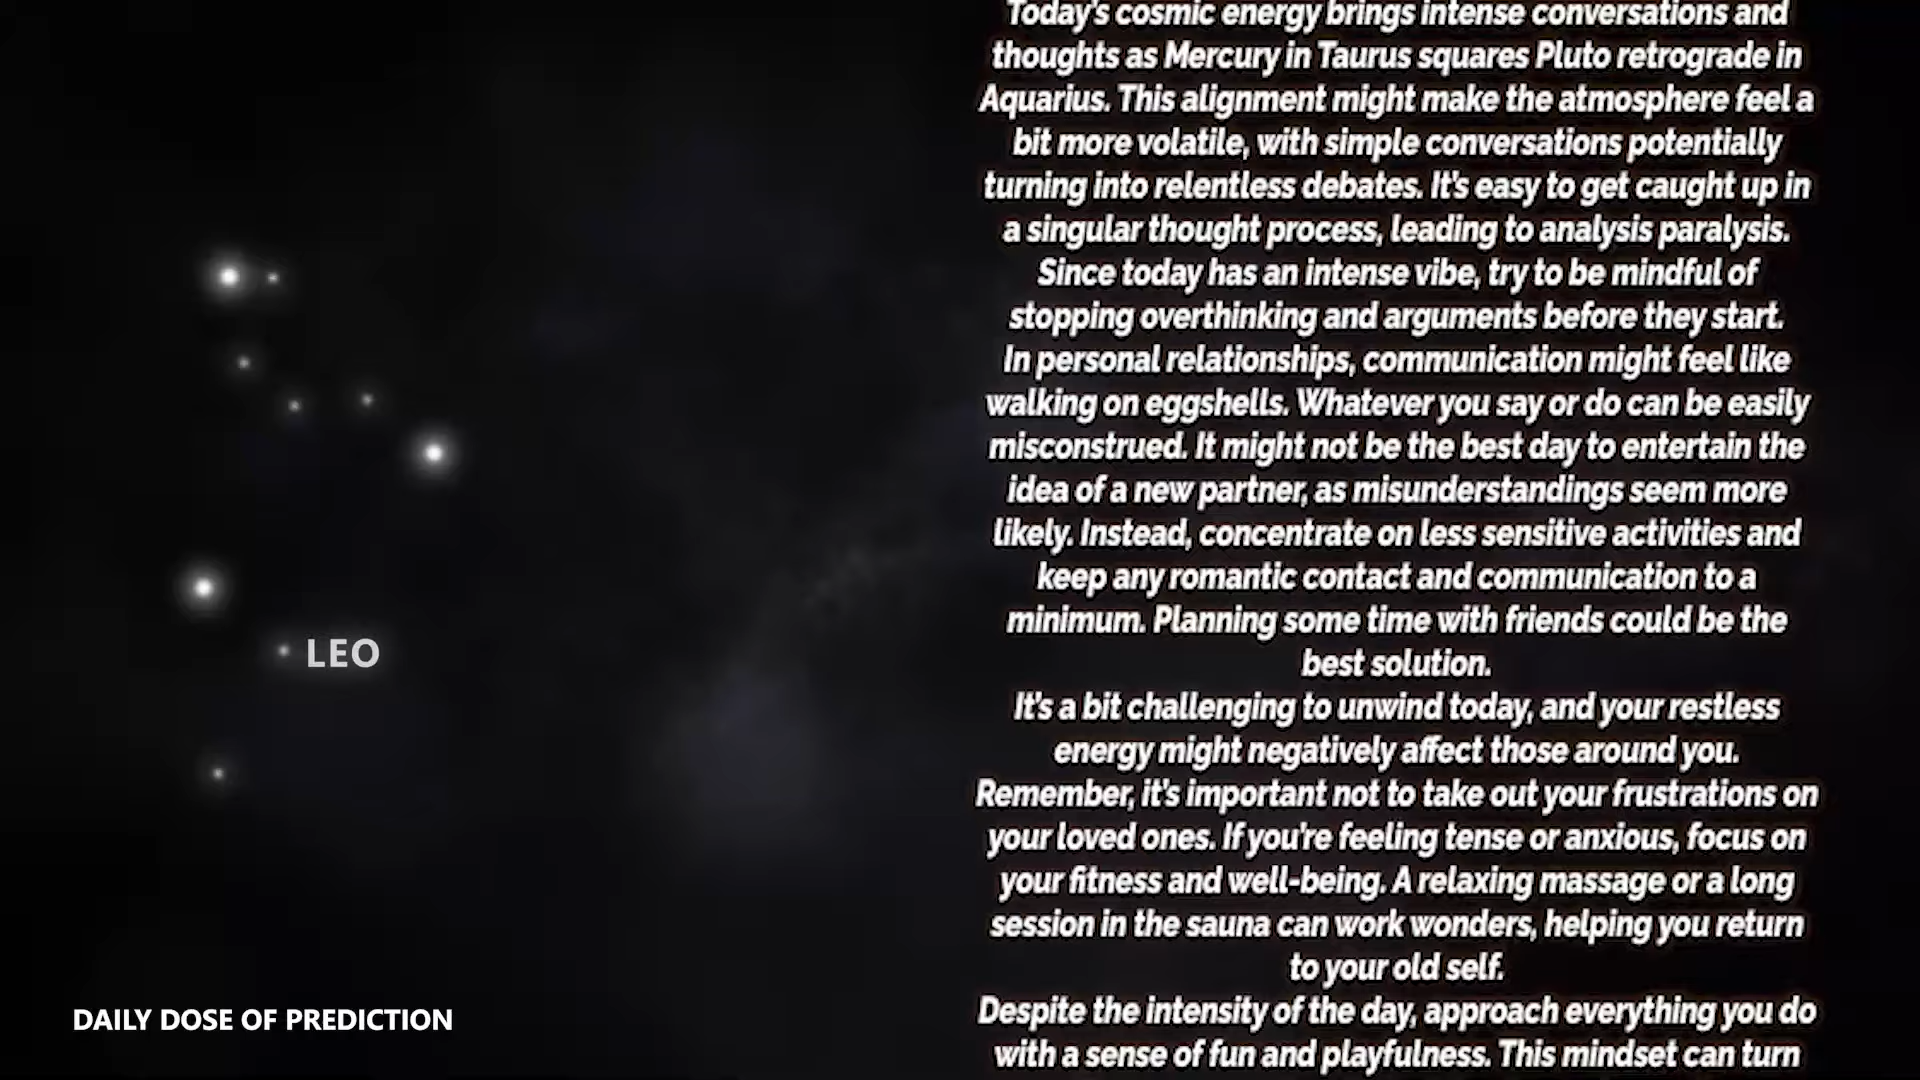 Today's cosmic energy brings intense conversations and
thoughts as Mercury in Taurus squares Pluto retrograde in
Aquarius. This alignment might make the atmosphere feel a
bit more volatile, with simple conversations potentially
turning into relentless debates. It's easy to get caught up in
a singular thought process, leading to analysis paralysis.
Since today has an intense vibe, try to be mindful of
stopping overthinking and arguments before they start.
In personal relationships, communication might feel like
walking on eggshells. Whatever you say or do can be easily
misconstrued. It might not be the best day to entertain the
idea of a new partner, as misunderstandings seem more
likely. Instead, concentrate on less sensitive activities and
keep any romantic contact and communication to a
minimum. Planning some time with friends could be the
best solution.
It's a bit challenging to unwind today, and your restless
energy might negatively affect those around you.
Remember, it's important not to take out your frustrations on
your loved ones. If you're feeling tense or anxious, focus on
your fitness and well-being. A relaxing massage or a long
session in the sauna can work wonders, helping you return
to your old self.
Despite the intensity of the day, approach everything you do
with a sense of fun and playfulness. This mindset can turn
LEO
DAILY DOSE OF PREDICTION